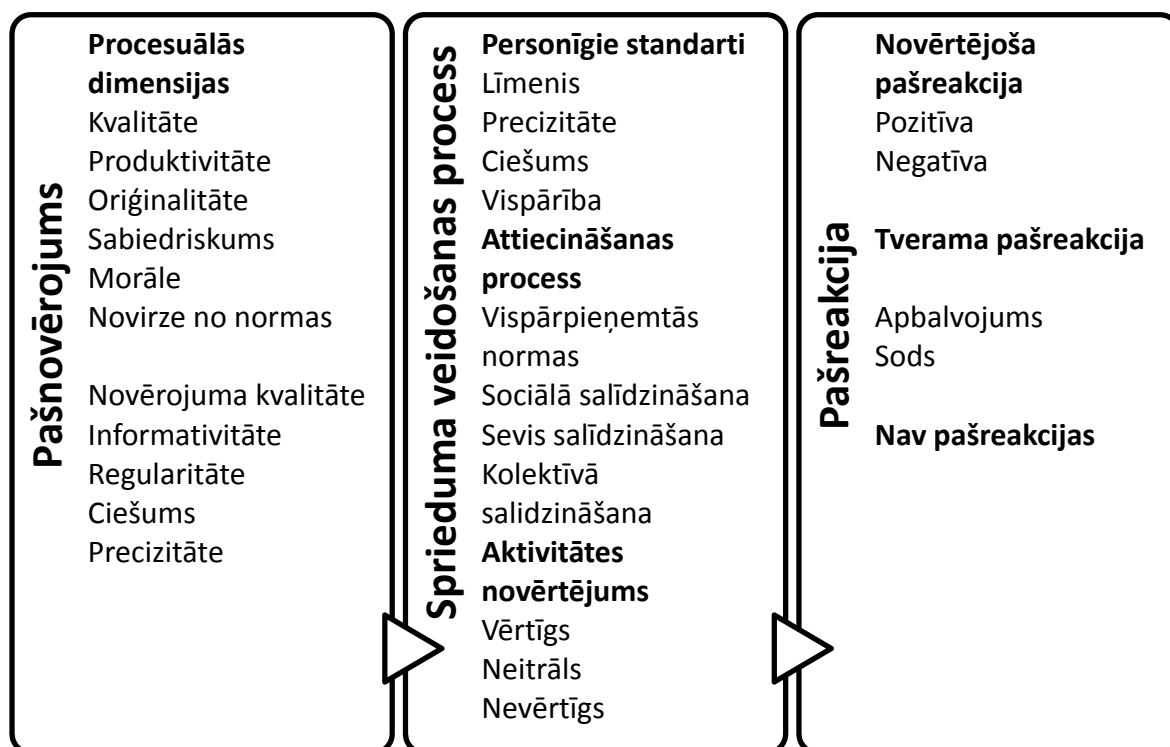 Pašnovērojums
Procesuālās
dimensijas
Kvalitāte
Produktivitāte
Oriģinalitāte
Sabiedriskums
Morāle
Novirze no normas
Novērojuma kvalitāte
Informativitāte
Regularitāte
Ciešums
Precizitāte
Sprieduma veidošanas process
Personīgie standarti
Līmenis
Precizitāte
Ciešums
Vispārība
Attiecināšanas
process
Vispārpieņemtās
normas
Sociālā salīdzināšana
Sevis salīdzināšana
Kolektīvā
salidzināšana
Aktivitātes
novērtējums
Vērtīgs
Neitrāls
Nevērtīgs
Pašreakcija
Novērtējoša
pašreakcija
Pozitīva
Negatīva
Tverama pašreakcija
Apbalvojums
Sods
Nav pašreakcijas